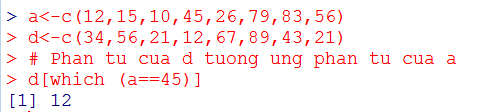 > a<-c(12,15,10,45,26,79,83,56)
> d<-c(34,56,21,12,67,89,43,21)
> # Phan tu cua d tuong ung phan tu cua a
> d[which (a==45)]
[1] 12